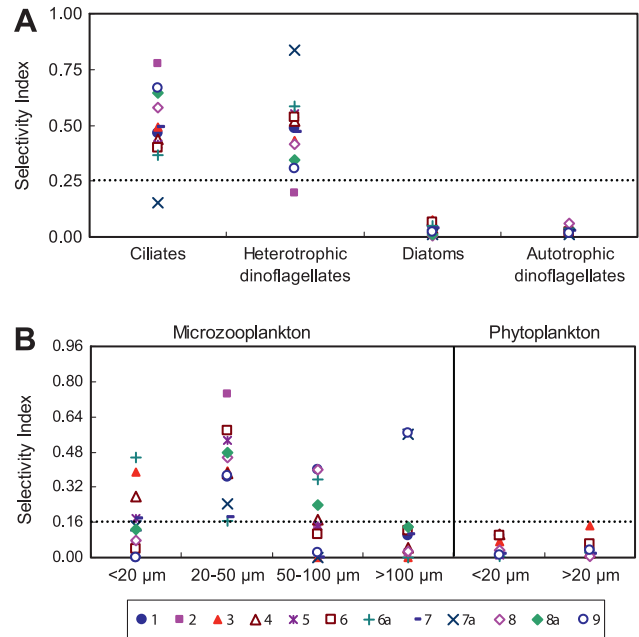 A
Selectivity Index
1.00
0.75
0.50
0.25
0.00
Ciliates
Heterotrophic
dinoflagellates
Diatoms
Autotrophic
dinoflagellates
B
Microzooplankton
Phytoplankton
Selectivity Index
0.96
0.80
0.64
0.48
0.32
0.16
0.00
<20 µm
20-50 µm
50-100 µm
>100 µm
<20 µm
>20 µm
1 2 3 4 5 6 6a 7 7a 8 8a 9